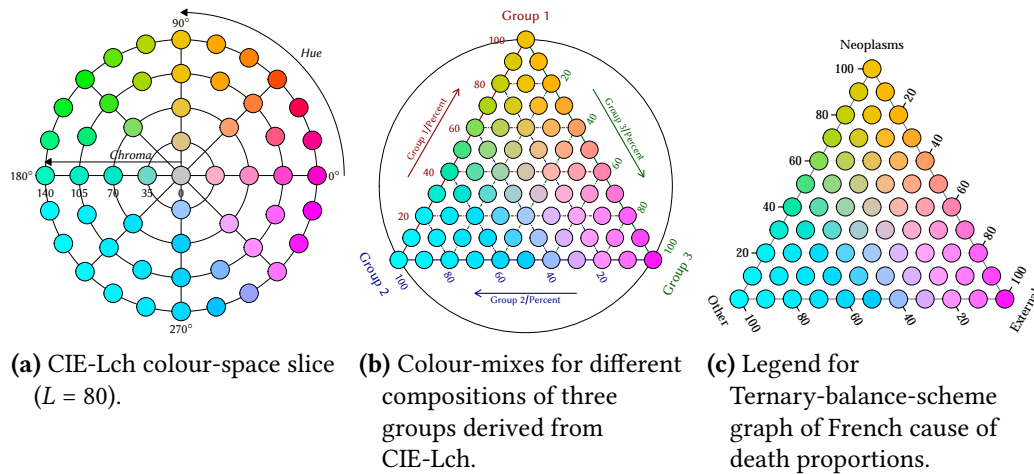 90°
Hue
Chroma
180°
0°
140
105
70
35
0
270°
Group 1
100
80
60
40
20
Group 1/Percent
20
40
60
80
100
Group 3/Percent
Group 2
100
80
60
40
20
Group 2/Percent
Group 3
Neoplasms
100
80
60
40
20
20
40
60
80
100
Other
100
80
60
40
20
External
(a) CIE-Lch colour-space slice
(L = 80).
(b) Colour-mixes for different
compositions of three
groups derived from
CIE-Lch.
(c) Legend for
Ternary-balance-scheme
graph of French cause of
death proportions.